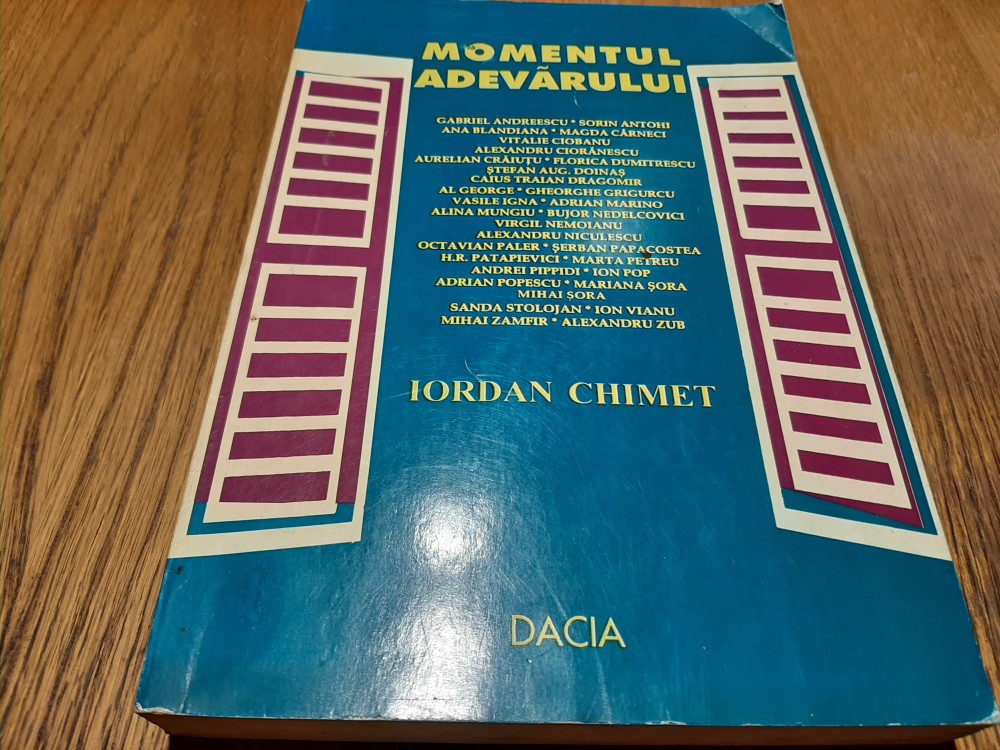 MOMENTUL
ADEVĂRULUI
GABRIEL ANDREESCU * SORIN ANTOHI
ANA BLANDIANA * MAGDA CÂRNECI
VITALIE CIOBANU
ALEXANDRU CIORĂNESCU
AURELIAN CRĂIUȚU * FLORICA DUMITRESCU
ȘTEFAN AUG. DOINAȘ
CAIUS TRAIAN DRAGOMIR
AL GEORGE * GHEORGHE GRIGURCU
VASILE IGNA * ADRIAN MARINO
ALINA MUNGIU * BUJOR NEDELCOVICI
VIRGIL NEMOIANU
ALEXANDRU NICULESCU
OCTAVIAN PALER * ȘERBAN PAPACOSTEA
H.R. PATAPIEVICI * MARTA PETREU
ANDREI PIPPIDI * ION POP
ADRIAN POPESCU * MARIANA ȘORA
MIHAI ȘORA
SANDA STOLOJAN * ION VIANU
MIHAI ZAMFIR * ALEXANDRU ZUB
IORDAN CHIMET
DACIA